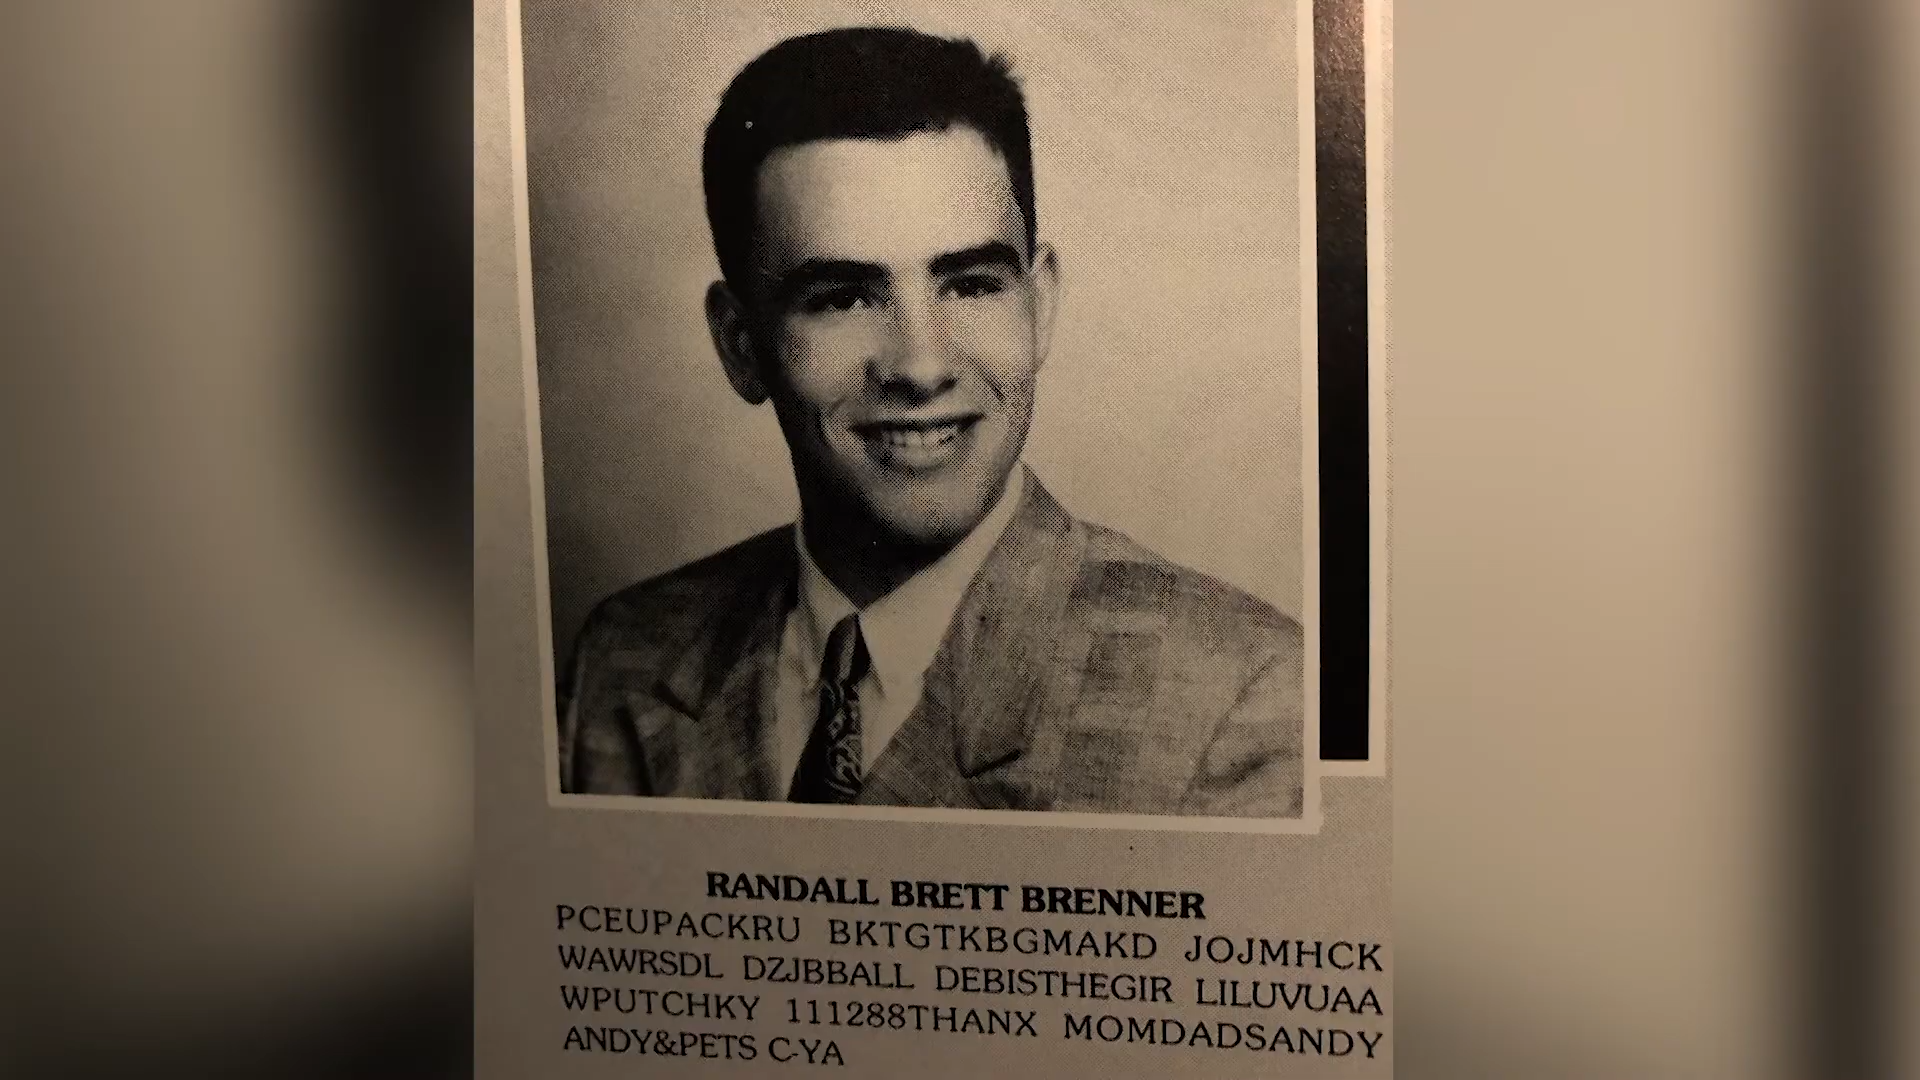 RANDALL BRETT BRENNER
PCEUPACKRU BKTGTKBGMAKD JOJMHCK
WAWRSDL DZJBBALL DEBISTHEGIR LILUVUAA
WPUTCHKY 111288THANX MOMDADSANDY
ANDY&PETS C-YA